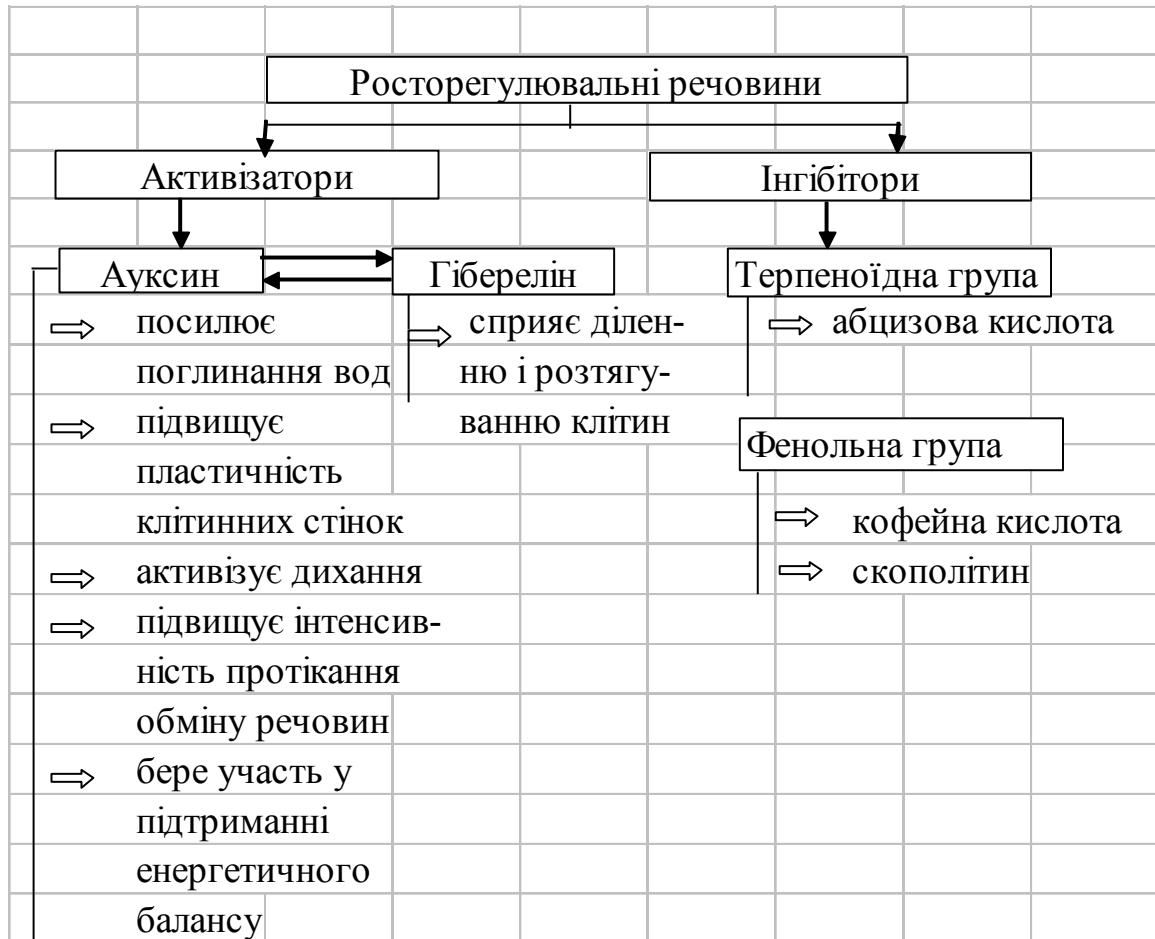 Росторегулювальні речовини
Активізатори
Інгібітори
Ауксин
Гіберелін
Терпеноїдна група
посилює
поглинання вод
підвищує
пластичність
клітинних стінок
активізує дихання
підвищує інтенсив-
ність протікання
обміну речовин
бере участь у
підтриманні
енергетичного
балансу
сприяє ділен-
ню і розтягу-
ванню клітин
абцизова кислота
Фенольна група
кофейна кислота
скополітин